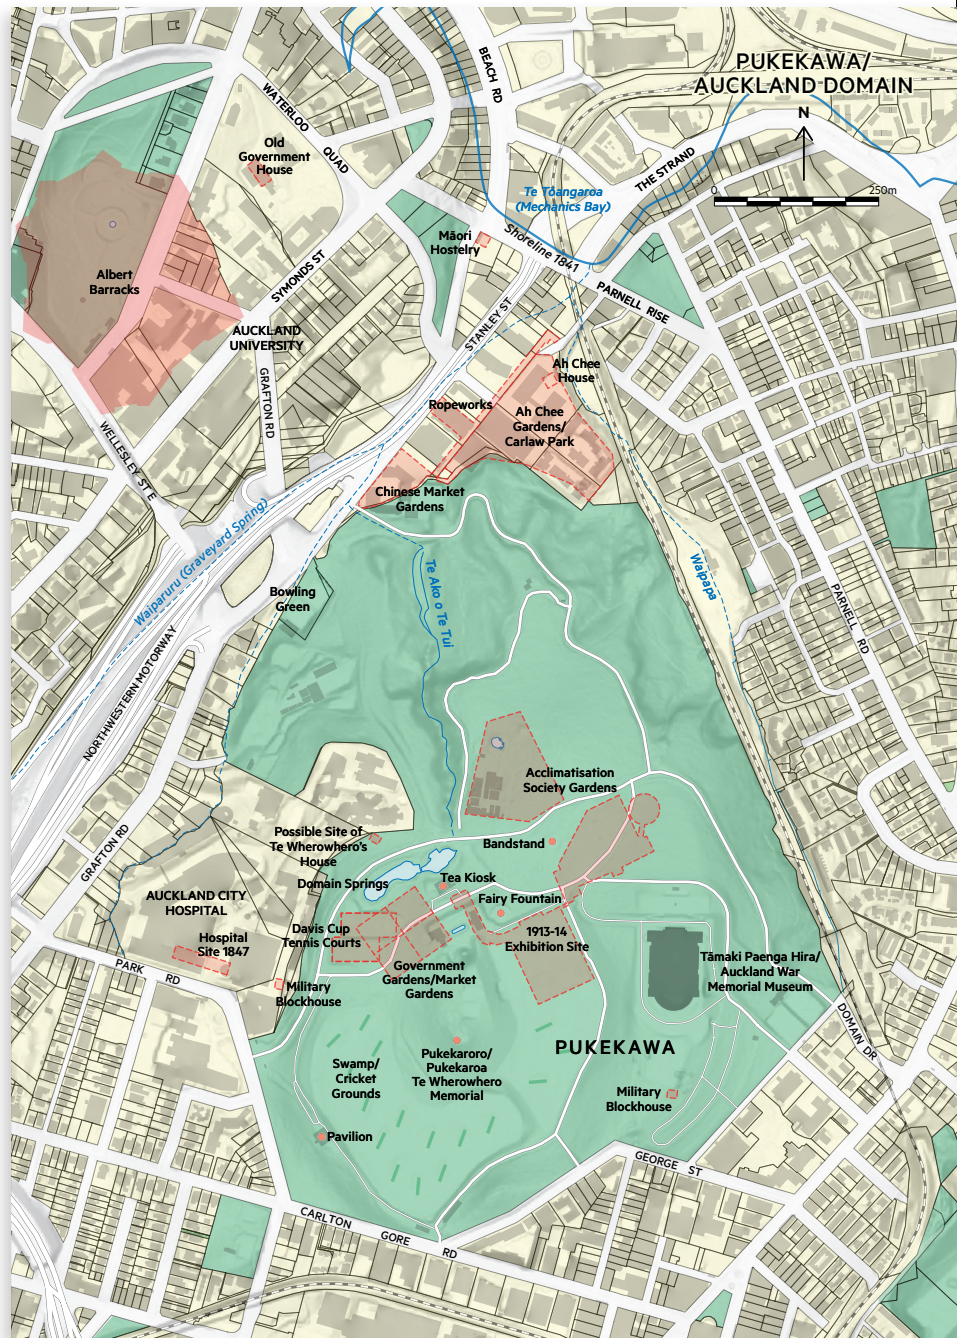 PUKEKAWA/
AUCKLAND DOMAIN
N
0
250m
BEACH RD
WATERLOO QUAD
THE STRAND
Old
Government
House
Te Tōangaroa
(Mechanics Bay)
Māori
Hostelry
Shoreline 1841
Albert
Barracks
SYMONDS ST
PARNELL RISE
STANLEY ST
AUCKLAND
UNIVERSITY
Ah Chee
House
GRAFTON RD
Ropeworks
Ah Chee
Gardens/
Carlaw Park
WELLESLEY ST E
Chinese Market
Gardens
Waiparuru (Graveyard Spring)
Te Ako o Te Tui
Waipapa
Bowling
Green
PARNELL RD
NORTHWESTERN MOTORWAY
Acclimatisation
Society Gardens
GRAFTON RD
Possible Site of
Te Wherowhero's
House
Bandstand
Domain Springs
Tea Kiosk
AUCKLAND CITY
HOSPITAL
Fairy Fountain
Davis Cup
Tennis Courts
1913-14
Exhibition Site
Hospital
Site 1847
Tāmaki Paenga Hira/
Auckland War
Memorial Museum
PARK RD
Government
Gardens/Market
Gardens
Military
Blockhouse
DOMAIN DR
PUKEKAWA
Swamp/
Cricket
Grounds
Pukekaroro/
Pukekaroa
Te Wherowhero
Memorial
Military
Blockhouse
Pavilion
GEORGE ST
CARLTON GORE RD